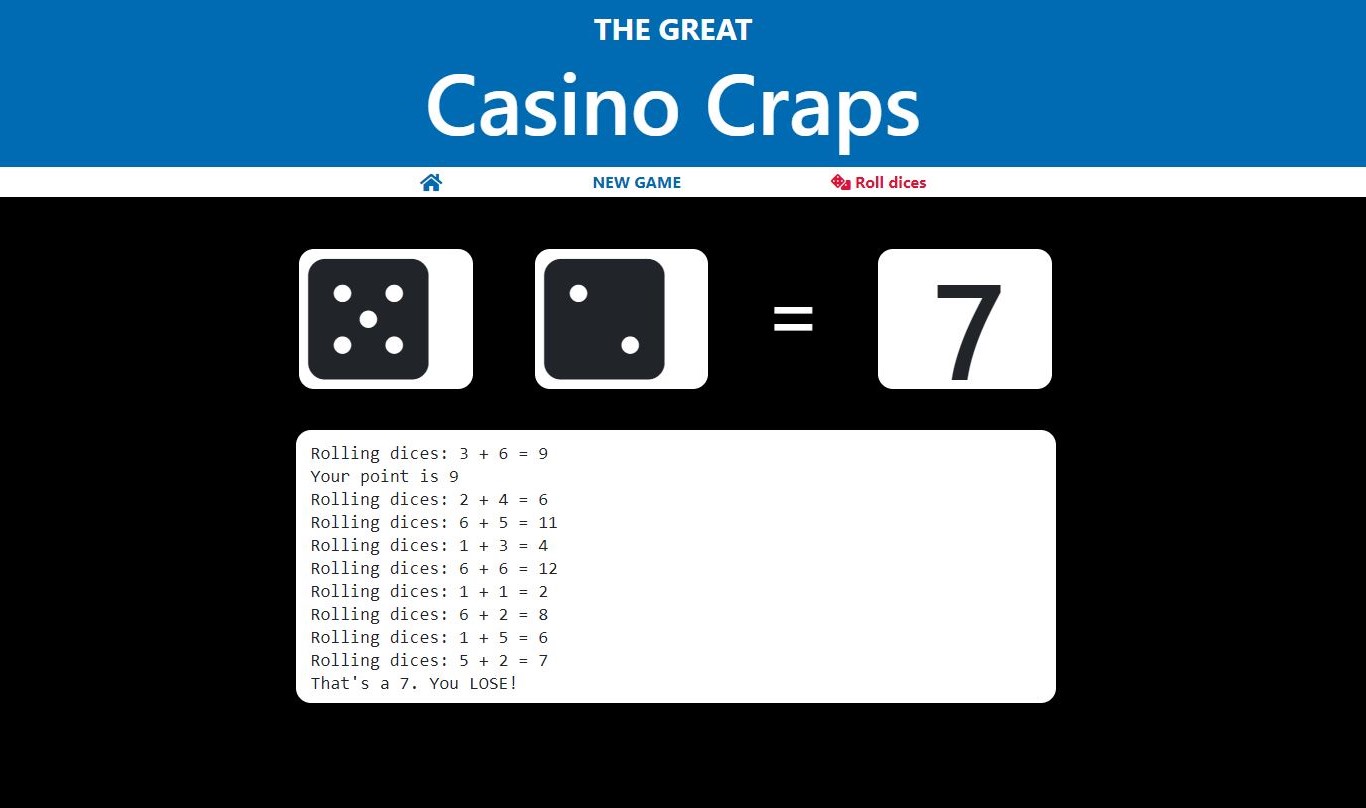 THE GREAT
Casino Craps
NEW GAME
Roll dices
= 7
Rolling dices: 3 + 6 = 9
Your point is 9
Rolling dices: 2 + 4 = 6
Rolling dices: 6 + 5 = 11
Rolling dices: 1 + 3 = 4
Rolling dices: 6 + 6 = 12
Rolling dices: 1 + 1 = 2
Rolling dices: 6 + 2 = 8
Rolling dices: 1 + 5 = 6
Rolling dices: 5 + 2 = 7
That's a 7. You LOSE!